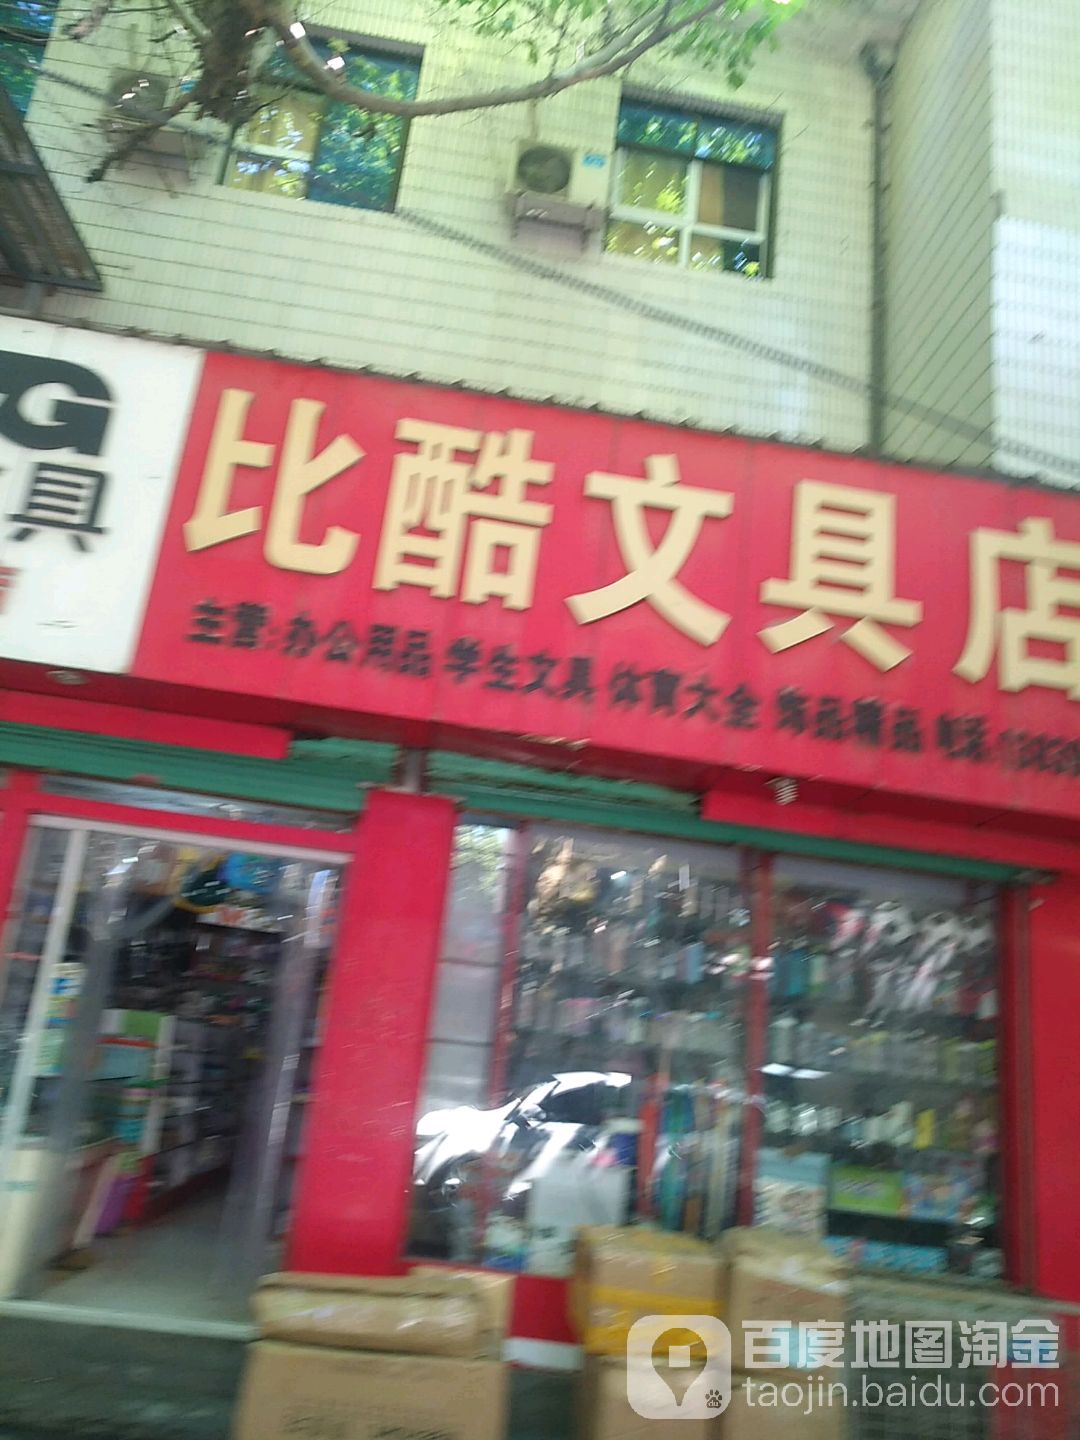 G
具
比酷文具店
主营:办公用品 学生文具 体育大全 饰品精品 电话:
百度地图淘金
taojin.baidu.com